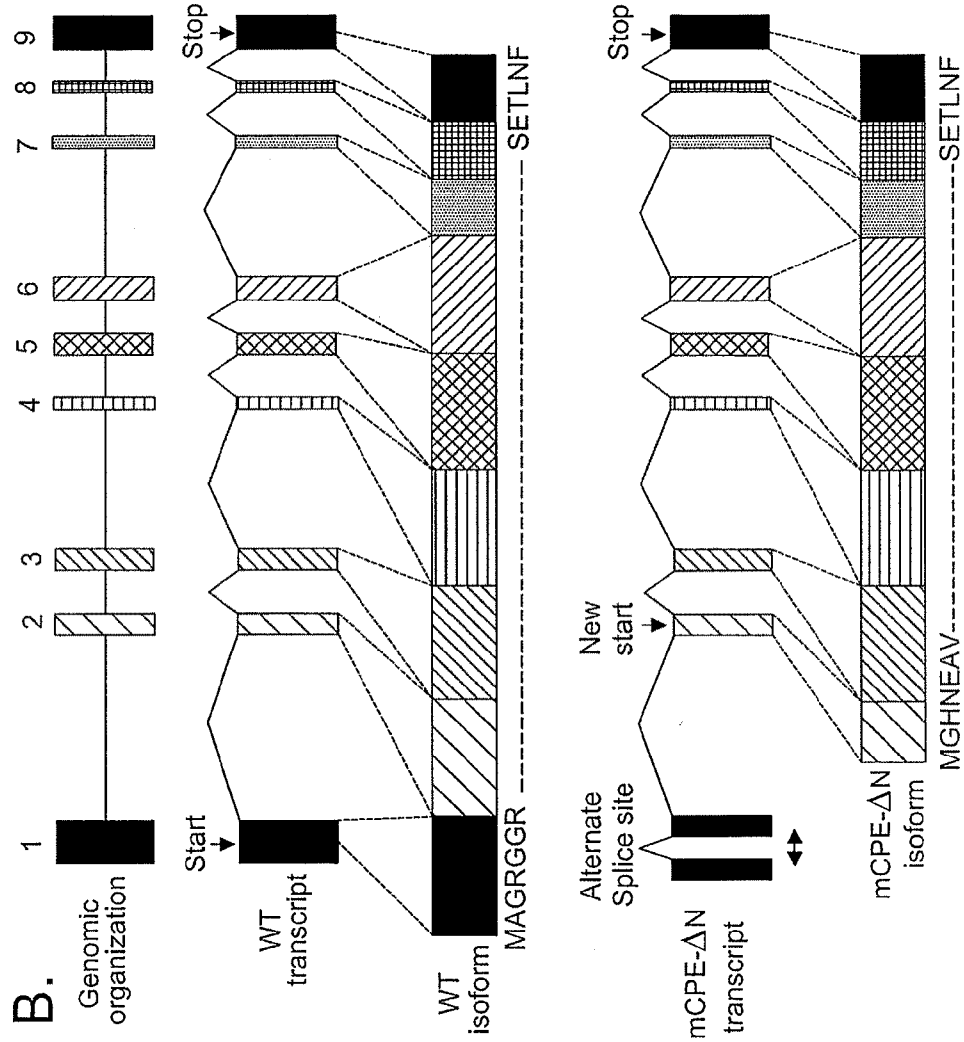 B.
1 2 3 4 5 6 7 8 9
Genomic
organization
Start
Stop
WT
transcript
WT
isoform
MAGRGGR
SETLNF
Alternate
Splice site
New
start
Stop
mCPE-ΔN
transcript
mCPE-ΔN
isoform
MGHNEAV
SETLNF